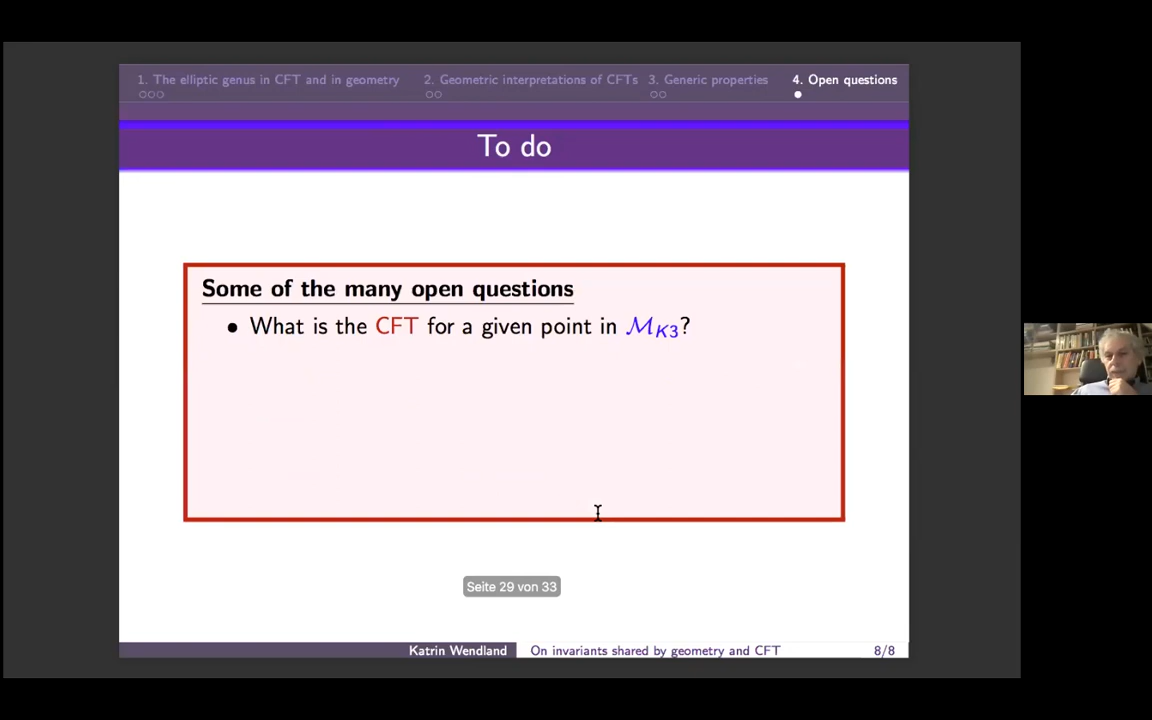 1. The elliptic genus in CFT and in geometry 2. Geometric interpretations of CFTs 3. Generic properties 4. Open questions
To do
Some of the many open questions
• What is the CFT for a given point in ℳK3?
Seite 29 von 33
Katrin Wendland On invariants shared by geometry and CFT 8/8